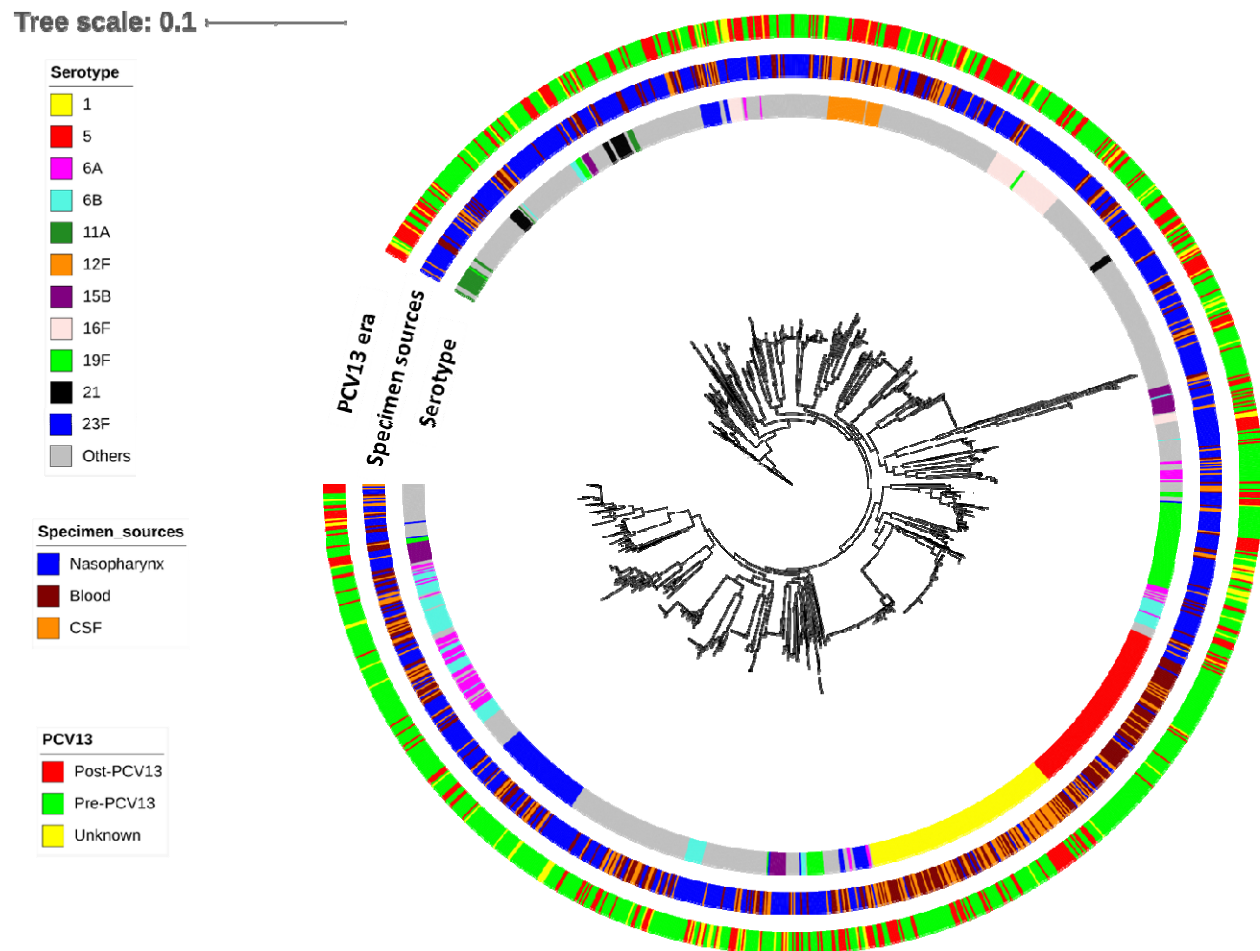 Tree scale: 0.1
Serotype
1
5
6A
6B
11A
12F
15B
16F
19F
21
23F
Others
Specimen_sources
Nasopharynx
Blood
CSF
PCV13
Post-PCV13
Pre-PCV13
Unknown
PCV13 era
Specimen sources
Serotype